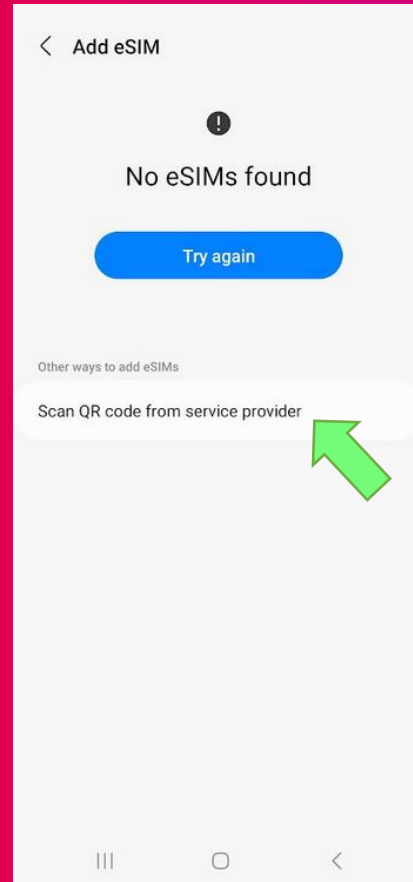 Add eSIM
No eSIMs found
Try again
Other ways to add eSIMs
Scan QR code from service provider